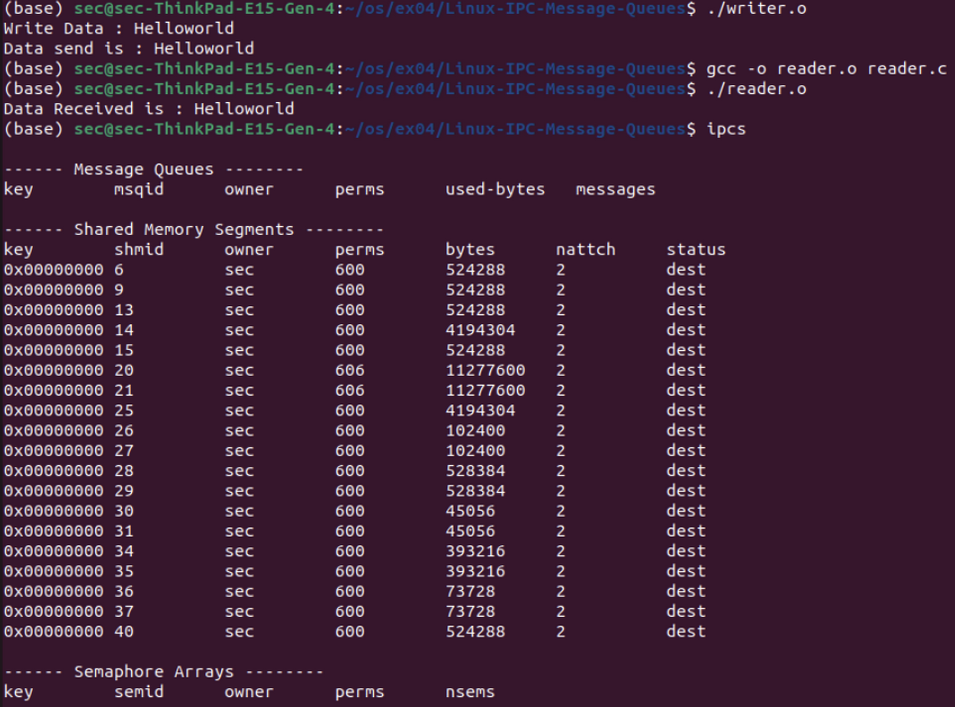 (base) sec@sec-ThinkPad-E15-Gen-4:~/os/ex04/Linux-IPC-Message-Queues$ ./writer.o
Write Data : Helloworld
Data send is : Helloworld
(base) sec@sec-ThinkPad-E15-Gen-4:~/os/ex04/Linux-IPC-Message-Queues$ gcc -o reader.o reader.c
(base) sec@sec-ThinkPad-E15-Gen-4:~/os/ex04/Linux-IPC-Message-Queues$ ./reader.o
Data Received is : Helloworld
(base) sec@sec-ThinkPad-E15-Gen-4:~/os/ex04/Linux-IPC-Message-Queues$ ipcs
------ Message Queues --------
key        msqid      owner      perms      used-bytes   messages
------ Shared Memory Segments --------
key        shmid      owner      perms      bytes      nattch     status
0x00000000 6          sec        600        524288     2          dest
0x00000000 9          sec        600        524288     2          dest
0x00000000 13         sec        600        524288     2          dest
0x00000000 14         sec        600        4194304    2          dest
0x00000000 15         sec        600        524288     2          dest
0x00000000 20         sec        606        11277600   2          dest
0x00000000 21         sec        606        11277600   2          dest
0x00000000 25         sec        600        4194304    2          dest
0x00000000 26         sec        600        102400     2          dest
0x00000000 27         sec        600        102400     2          dest
0x00000000 28         sec        600        528384     2          dest
0x00000000 29         sec        600        528384     2          dest
0x00000000 30         sec        600        45056      2          dest
0x00000000 31         sec        600        45056      2          dest
0x00000000 34         sec        600        393216     2          dest
0x00000000 35         sec        600        393216     2          dest
0x00000000 36         sec        600        73728      2          dest
0x00000000 37         sec        600        73728      2          dest
0x00000000 40         sec        600        524288     2          dest
------ Semaphore Arrays --------
key        semid      owner      perms      nsems